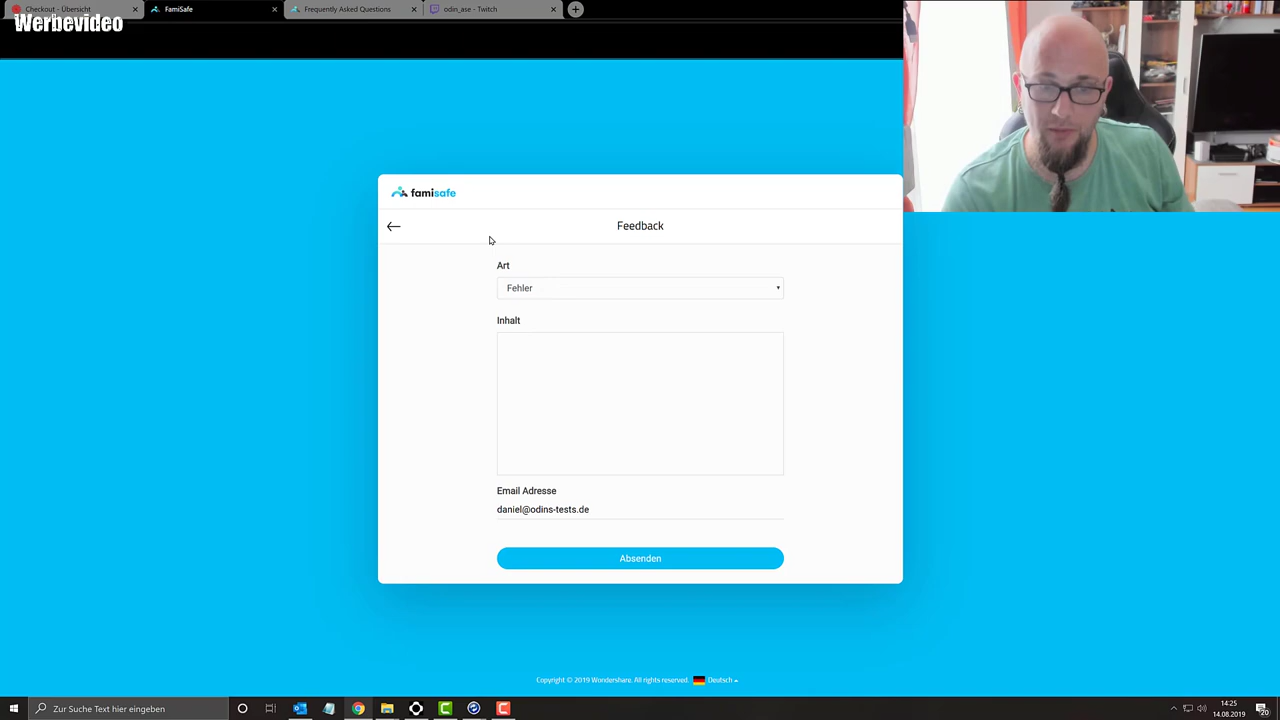 Checkout - Übersicht
FamiSafe
Frequently Asked Questions
odin_ase - Twitch
Werbevideo
famisafe
Feedback
Art
Fehler
Inhalt
Email Adresse
daniel@odins-tests.de
Absenden
Copyright © 2019 Wondershare. All rights reserved.
Deutsch
Zur Suche Text hier eingeben
14:25
14.08.2019
20